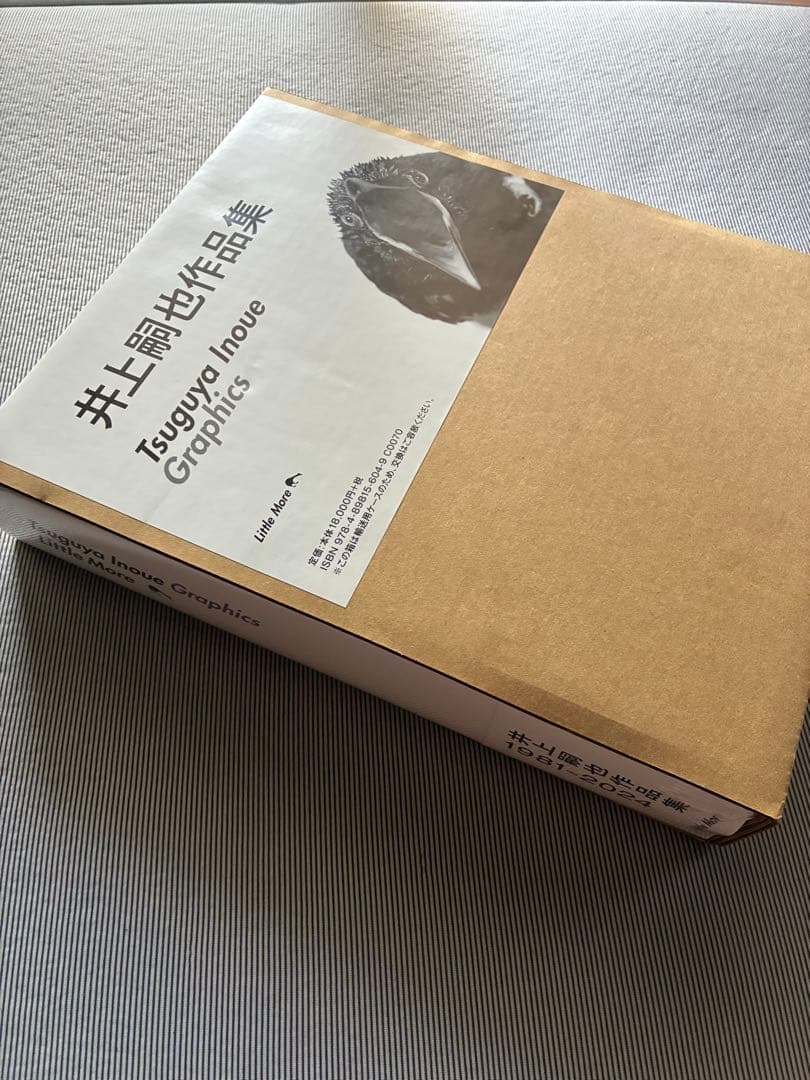 井上嗣也作品集
Tsuguya Inoue
Graphics
Little More
定価：本体18,000円+税
ISBN 978-4-89815-604-9 C0070
※この箱は輸送用ケースのため、交換はご容赦ください。
Tsuguya Inoue Graphics
Little More
井上嗣也作品集
1981-2024